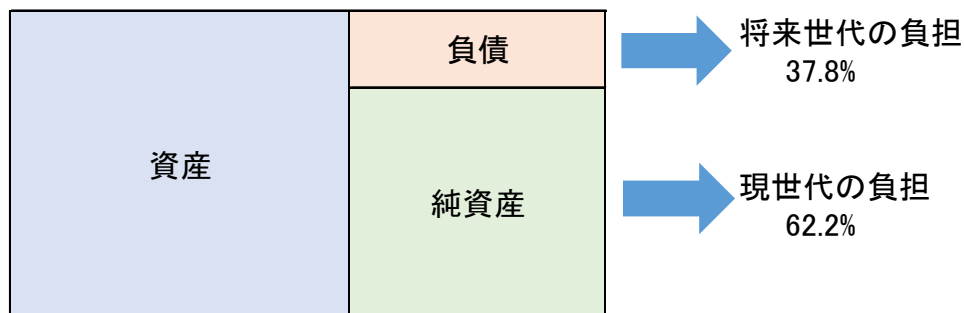 負債
将来世代の負担
37.8%
資産
純資産
現世代の負担
62.2%